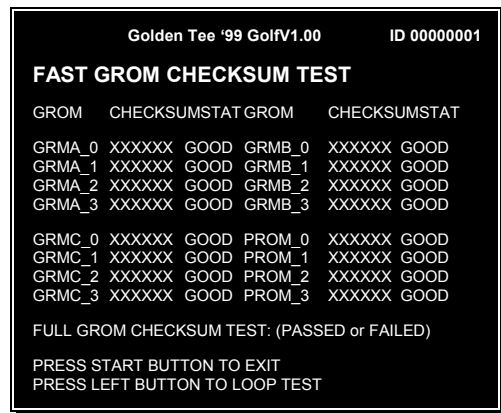 Golden Tee ‘99 GolfV1.00 ID 00000001
FAST GROM CHECKSUM TEST
GROM CHECKSUMSTAT GROM CHECKSUMSTAT
GRMA_0 XXXXXX GOOD GRMB_0 XXXXXX GOOD
GRMA_1 XXXXXX GOOD GRMB_1 XXXXXX GOOD
GRMA_2 XXXXXX GOOD GRMB_2 XXXXXX GOOD
GRMA_3 XXXXXX GOOD GRMB_3 XXXXXX GOOD
GRMC_0 XXXXXX GOOD PROM_0 XXXXXX GOOD
GRMC_1 XXXXXX GOOD PROM_1 XXXXXX GOOD
GRMC_2 XXXXXX GOOD PROM_2 XXXXXX GOOD
GRMC_3 XXXXXX GOOD PROM_3 XXXXXX GOOD
FULL GROM CHECKSUM TEST: (PASSED or FAILED)
PRESS START BUTTON TO EXIT
PRESS LEFT BUTTON TO LOOP TEST